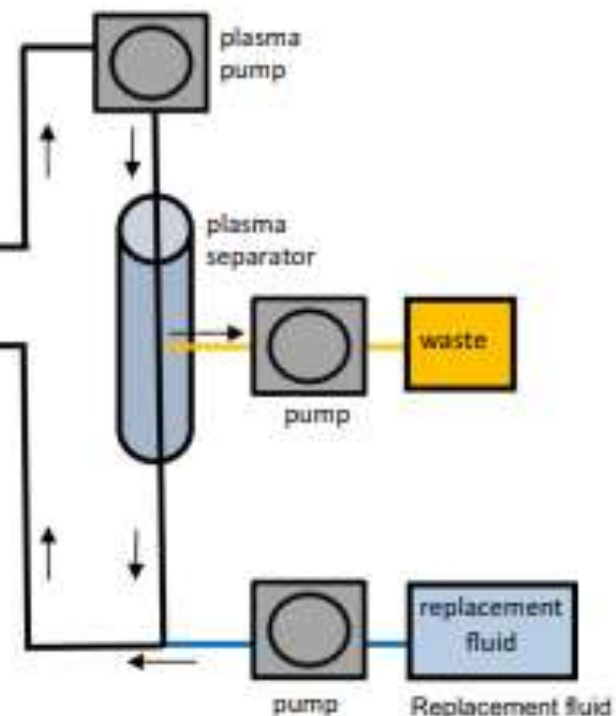 plasma
pump
plasma
separator
waste
pump
replacement
fluid
pump
Replacement fluid